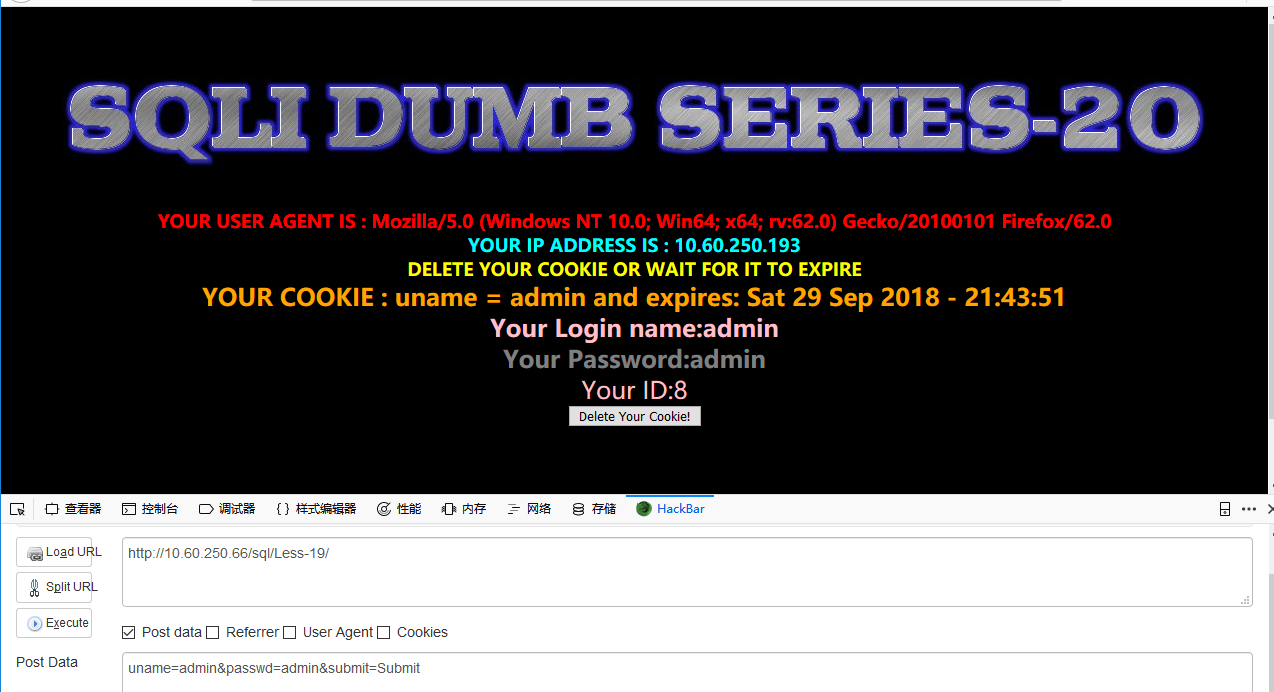 SQLI DUMB SERIES-20
YOUR USER AGENT IS : Mozilla/5.0 (Windows NT 10.0; Win64; x64; rv:62.0) Gecko/20100101 Firefox/62.0
YOUR IP ADDRESS IS : 10.60.250.193
DELETE YOUR COOKIE OR WAIT FOR IT TO EXPIRE
YOUR COOKIE : uname = admin and expires: Sat 29 Sep 2018 - 21:43:51
Your Login name:admin
Your Password:admin
Your ID:8
Delete Your Cookie!
查看器 控制台 调试器 {} 样式编辑器 性能 内存 网络 存储 HackBar
Load URL http://10.60.250.66/sql/Less-19/
Split URL
Execute
Post data Referrer User Agent Cookies
Post Data uname=admin&passwd=admin&submit=Submit